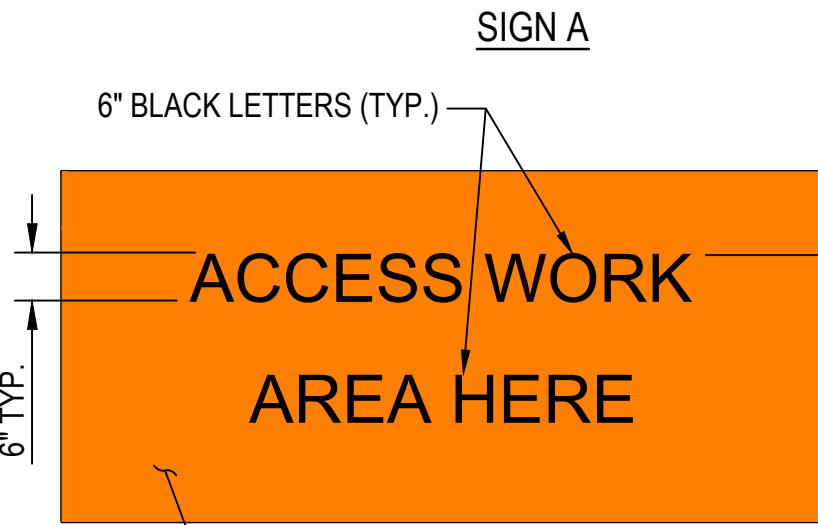 SIGN A
6" BLACK LETTERS (TYP.)
ACCESS WORK
6" TYP.
AREA HERE